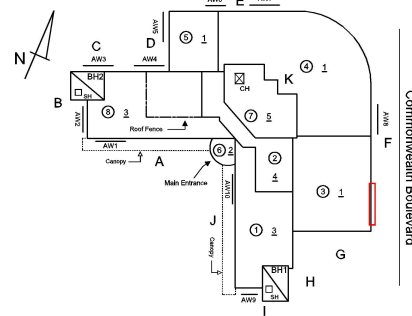 E
AW6
AW7
AW5
5 1
D
C
AW3
AW4
N
4 1
K
BH2
CH
B
SH
8 3
7 5
AW2
AW8
Roof Fence
F
AW1
Canopy
A
6 2
2
4
Main Entrance
AW10
3 1
J
1 3
Canopy
G
BH1
H
SH
AW9
I
Commonwealth Boulevard